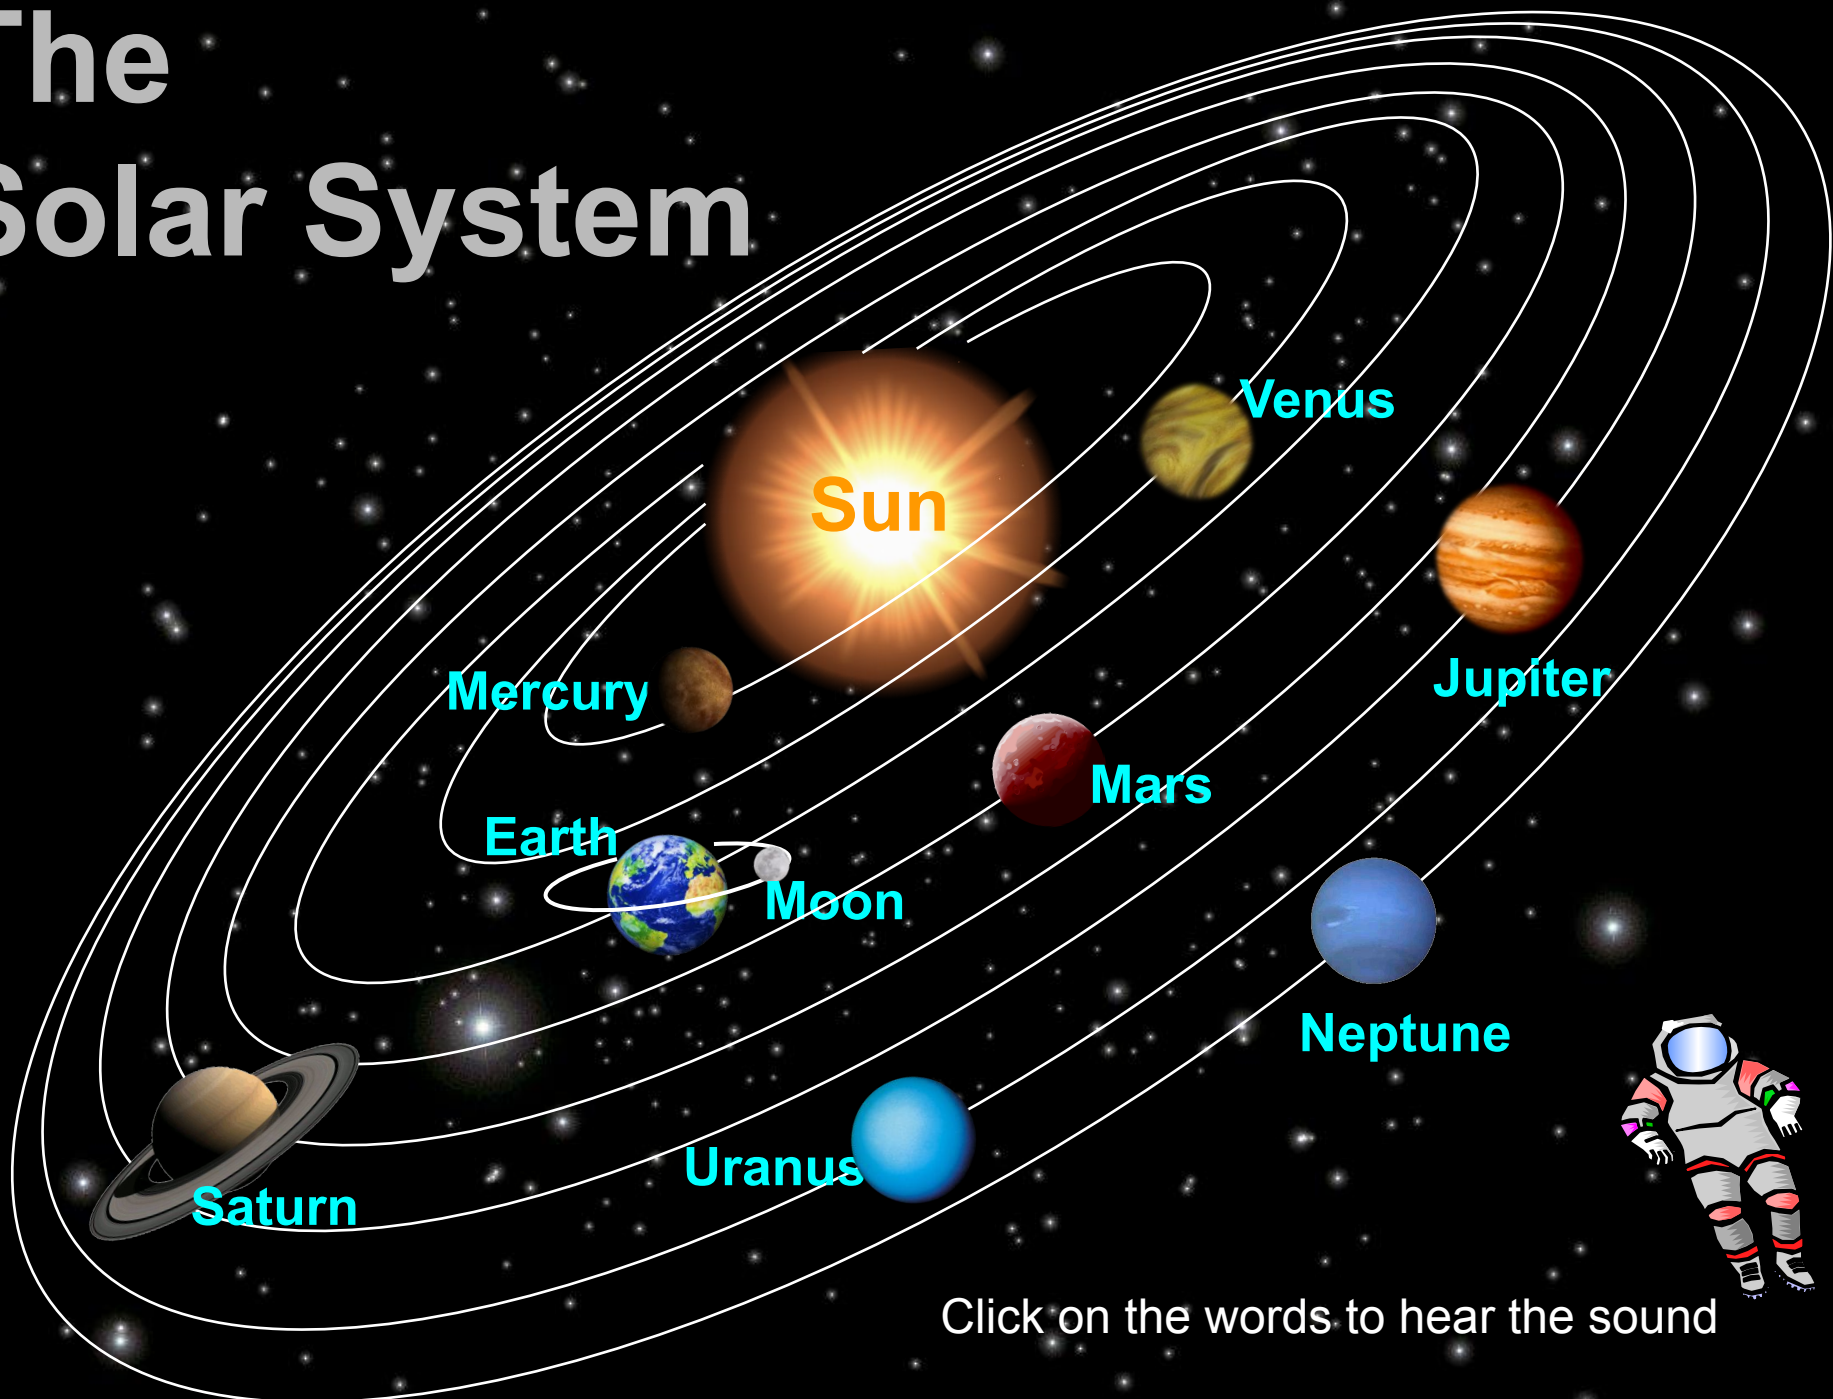 The
Solar System
Venus
Sun
Jupiter
Mercury
Mars
Earth
Moon
Neptune
Uranus
Saturn
Click on the words to hear the sound